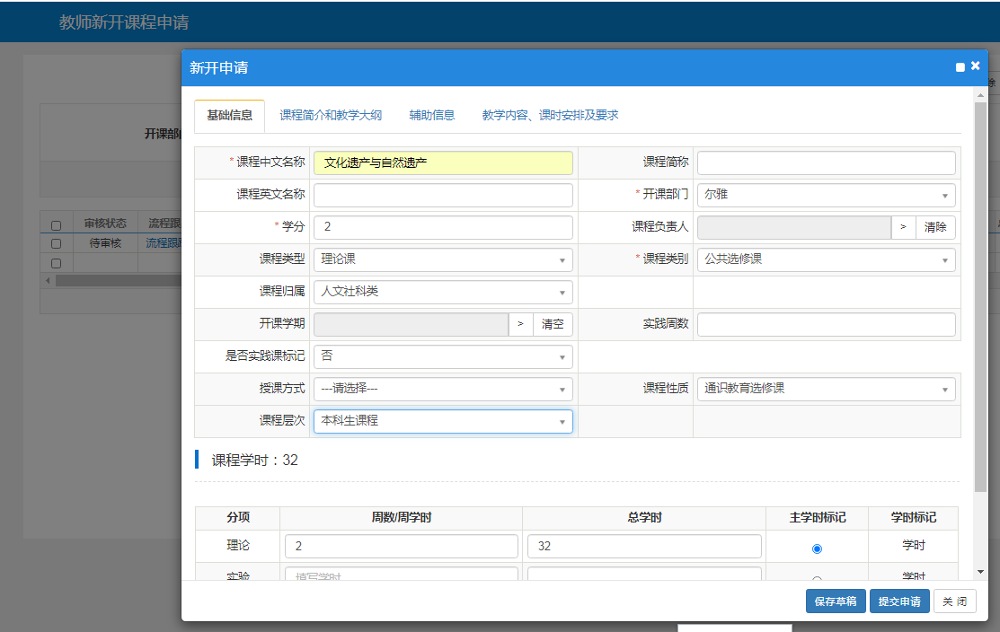 教师新开课程申请
新开申请
除
基础信息 课程简介和教学大纲 辅助信息 教学内容、课时安排及要求
开课部
* 课程中文名称 文化遗产与自然遗产 课程简称
课程英文名称 * 开课部门 尔雅
* 学分 2 课程负责人 > 清除
审核状态 流程跟
待审核 流程跟
课程类型 理论课 * 课程类别 公共选修课
课程归属 人文社科类
开课学期 > 清空 实践周数
是否实践课标记 否
授课方式 ---请选择--- 课程性质 通识教育选修课
课程层次 本科生课程
课程学时：32
分项 周数/周学时 总学时 主学时标记 学时标记
理论 2 32 学时
实验 填写学时 学时
保存草稿 提交申请 关 闭